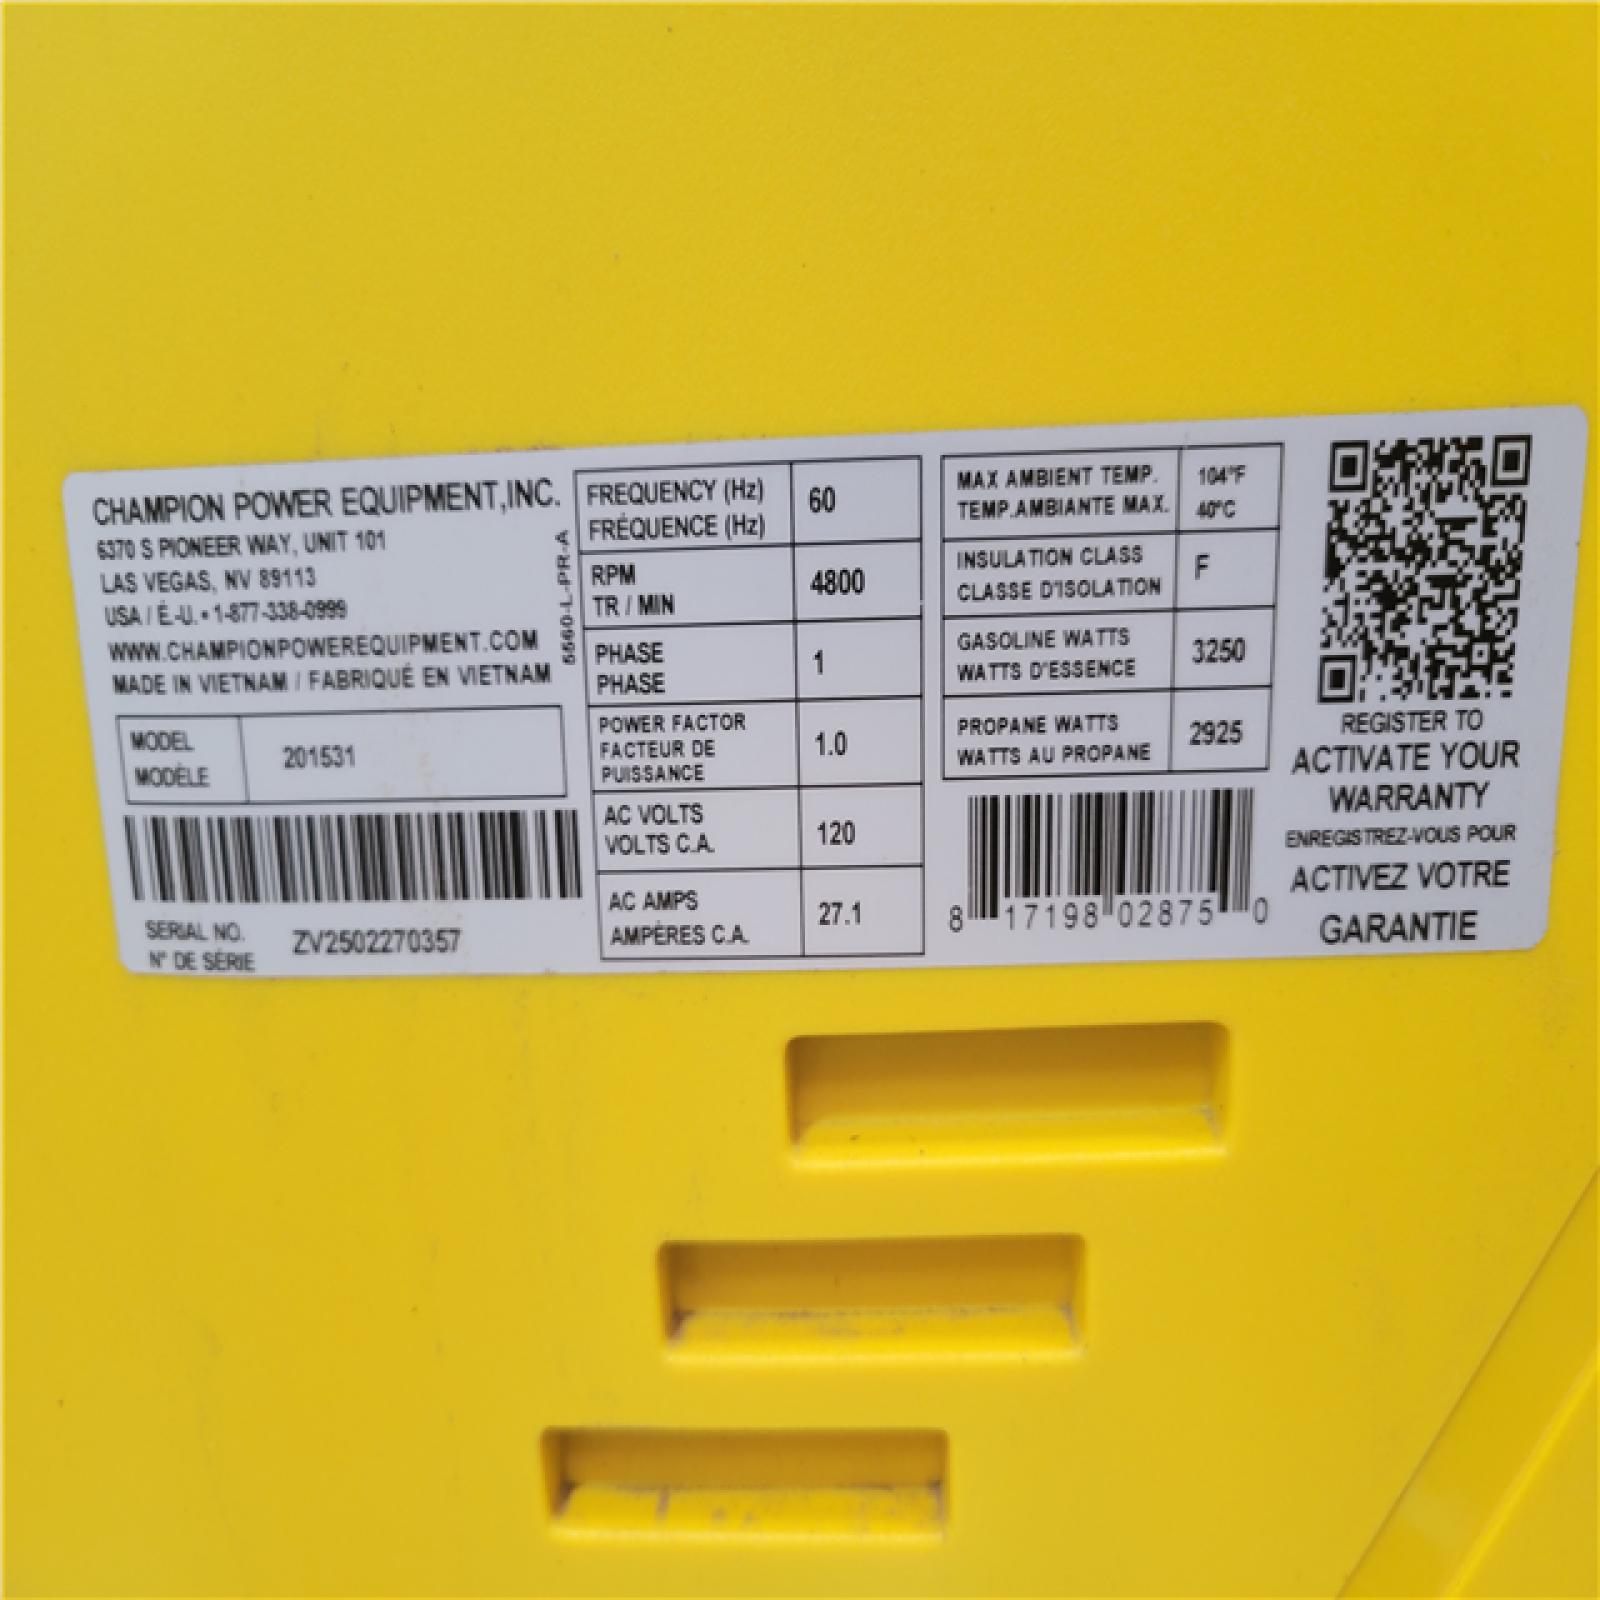 CHAMPION POWER EQUIPMENT,INC.
6370 S PIONEER WAY, UNIT 101
LAS VEGAS, NV 89113
USA / É.-U. • 1-877-338-0999
WWW.CHAMPIONPOWEREQUIPMENT.COM
MADE IN VIETNAM / FABRIQUÉ EN VIETNAM
5560-L-PR-A
MODEL 201531
MODÈLE
SERIAL NO. ZV2502270357
N° DE SÉRIE
FREQUENCY (Hz) 60
FRÉQUENCE (Hz)
RPM 4800
TR / MIN
PHASE 1
PHASE
POWER FACTOR 1.0
FACTEUR DE
PUISSANCE
AC VOLTS 120
VOLTS C.A.
AC AMPS 27.1
AMPÈRES C.A.
MAX AMBIENT TEMP. 104°F
TEMP.AMBIANTE MAX. 40°C
INSULATION CLASS F
CLASSE D'ISOLATION
GASOLINE WATTS 3250
WATTS D'ESSENCE
PROPANE WATTS 2925
WATTS AU PROPANE
8 17198 02875 0
REGISTER TO
ACTIVATE YOUR
WARRANTY
ENREGISTREZ-VOUS POUR
ACTIVEZ VOTRE
GARANTIE